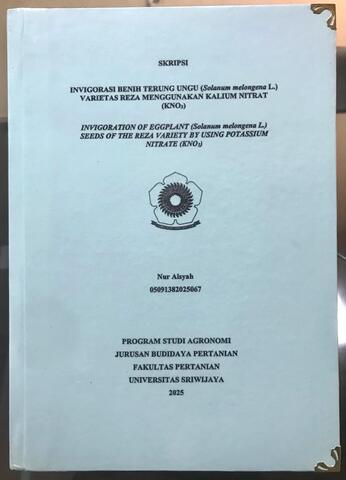 SKRIPSI
INVIGORASI BENIH TERUNG UNGU (Solanum melongena L.)
VARIETAS REZA MENGGUNAKAN KALIUM NITRAT
(KNO₃)
INVIGORATION OF EGGPLANT (Solanum melongena L.)
SEEDS OF THE REZA VARIETY BY USING POTASSIUM
NITRATE (KNO₃)
Nur Aisyah
05091382025067
PROGRAM STUDI AGRONOMI
JURUSAN BUDIDAYA PERTANIAN
FAKULTAS PERTANIAN
UNIVERSITAS SRIWIJAYA
2025